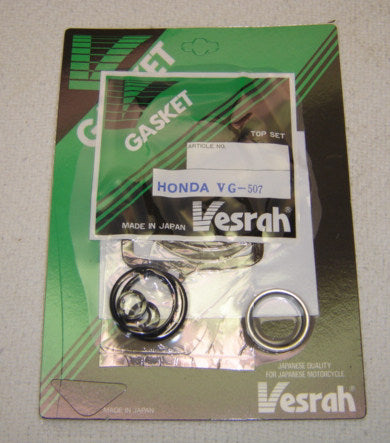 GASKET
GASKET
TOP SET
ARTICLE NO.
HONDA VG-507
MADE IN JAPAN
Vesrah®
JAPANESE QUALITY
FOR JAPANESE MOTORCYCLE.
Vesrah®
MADE IN JAPAN